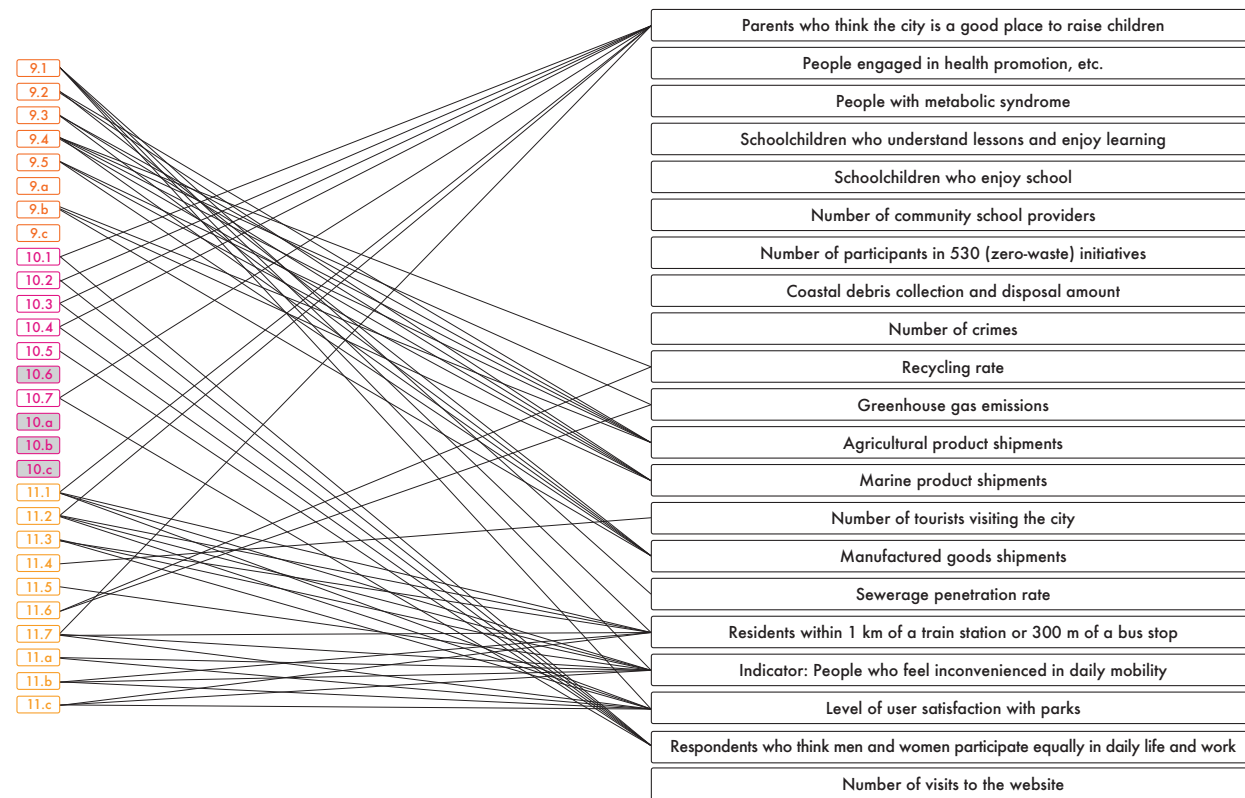 9.1
9.2
9.3
9.4
9.5
9.a
9.b
9.c
10.1
10.2
10.3
10.4
10.5
10.6
10.7
10.a
10.b
10.c
11.1
11.2
11.3
11.4
11.5
11.6
11.7
11.a
11.b
11.c
Parents who think the city is a good place to raise children
People engaged in health promotion, etc.
People with metabolic syndrome
Schoolchildren who understand lessons and enjoy learning
Schoolchildren who enjoy school
Number of community school providers
Number of participants in 530 (zero-waste) initiatives
Coastal debris collection and disposal amount
Number of crimes
Recycling rate
Greenhouse gas emissions
Agricultural product shipments
Marine product shipments
Number of tourists visiting the city
Manufactured goods shipments
Sewerage penetration rate
Residents within 1 km of a train station or 300 m of a bus stop
Indicator: People who feel inconvenienced in daily mobility
Level of user satisfaction with parks
Respondents who think men and women participate equally in daily life and work
Number of visits to the website